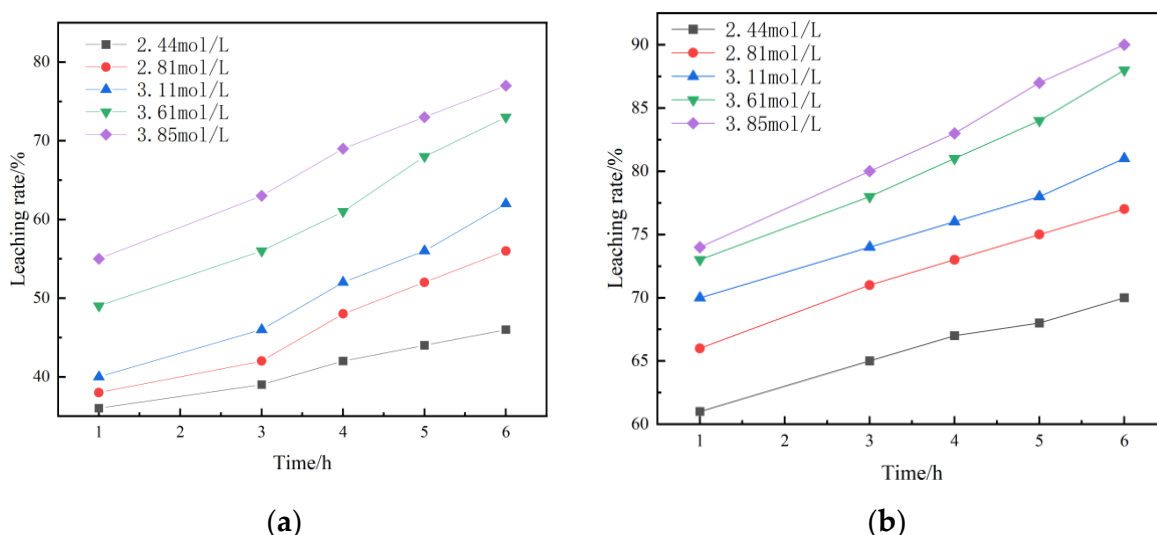 2.44mol/L
2.81mol/L
3.11mol/L
3.61mol/L
3.85mol/L
80
70
60
50
40
Leaching rate/%
1 2 3 4 5 6
Time/h
(a)
2.44mol/L
2.81mol/L
3.11mol/L
3.61mol/L
3.85mol/L
90
85
80
75
70
65
60
Leaching rate/%
1 2 3 4 5 6
Time/h
(b)